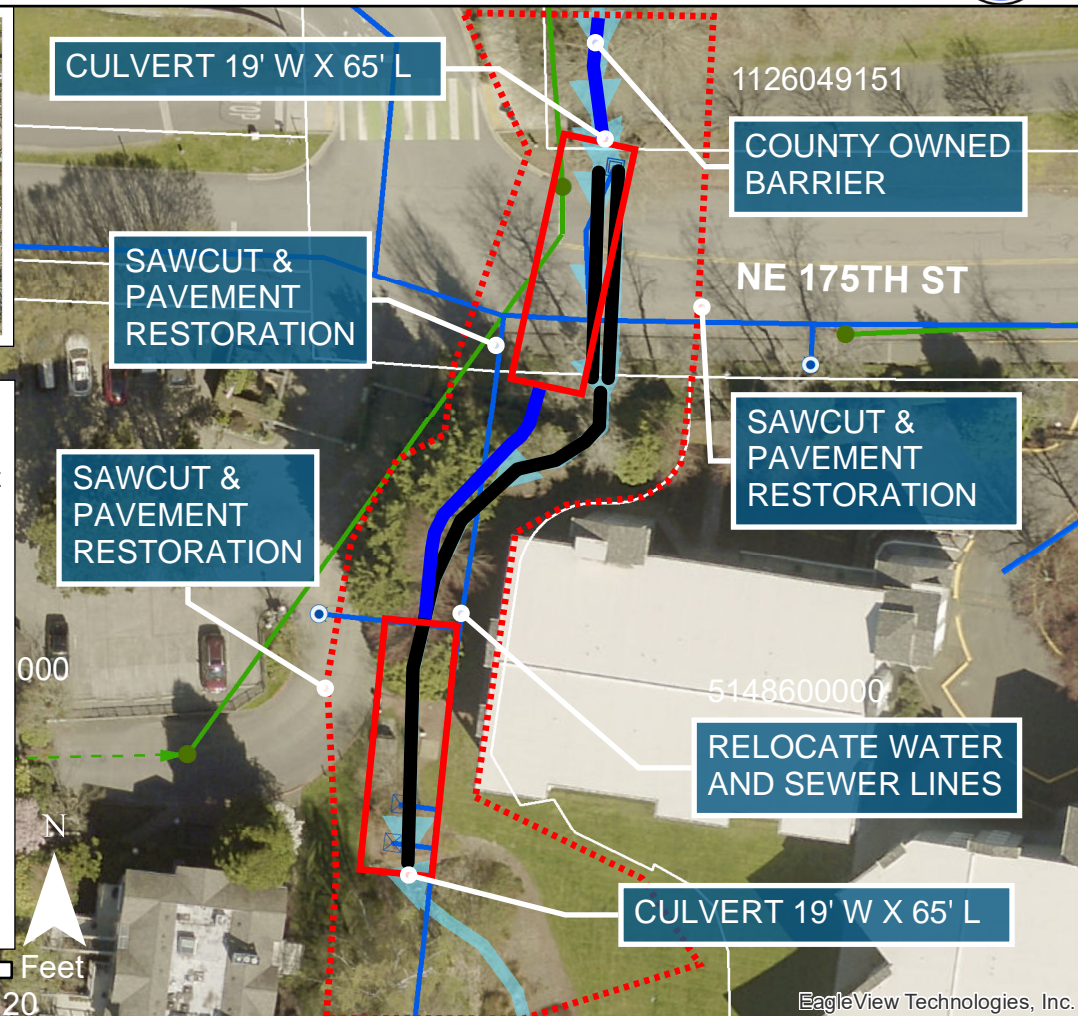 CULVERT 19' W X 65' L
1126049151
COUNTY OWNED
BARRIER
SAWCUT &
PAVEMENT
RESTORATION
NE 175TH ST
SAWCUT &
PAVEMENT
RESTORATION
SAWCUT &
PAVEMENT
RESTORATION
000
5148600000
RELOCATE WATER
AND SEWER LINES
N
CULVERT 19' W X 65' L
Feet
20
EagleView Technologies, Inc.